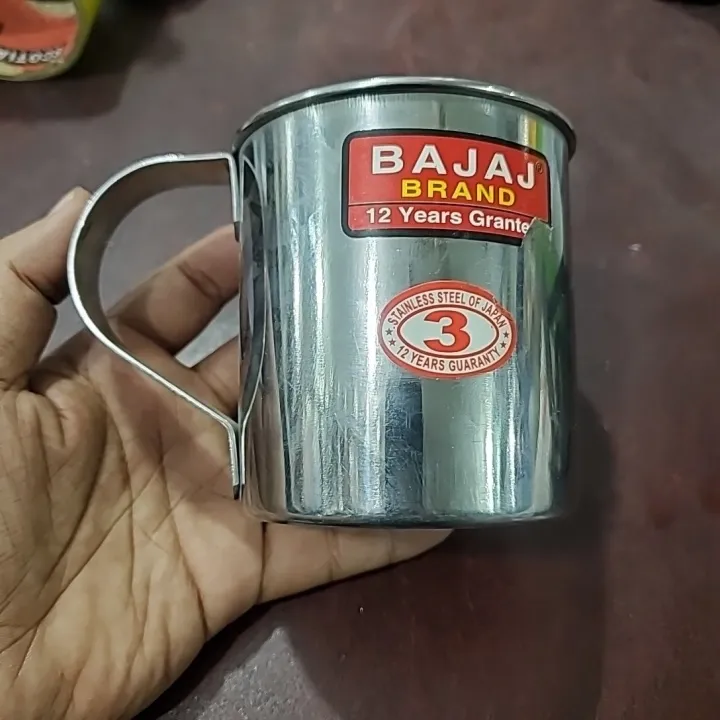 BAJAJ®
BRAND
12 Years Grante
STAINLESS STEEL OF JAPAN
3
12 YEARS GUARANTY